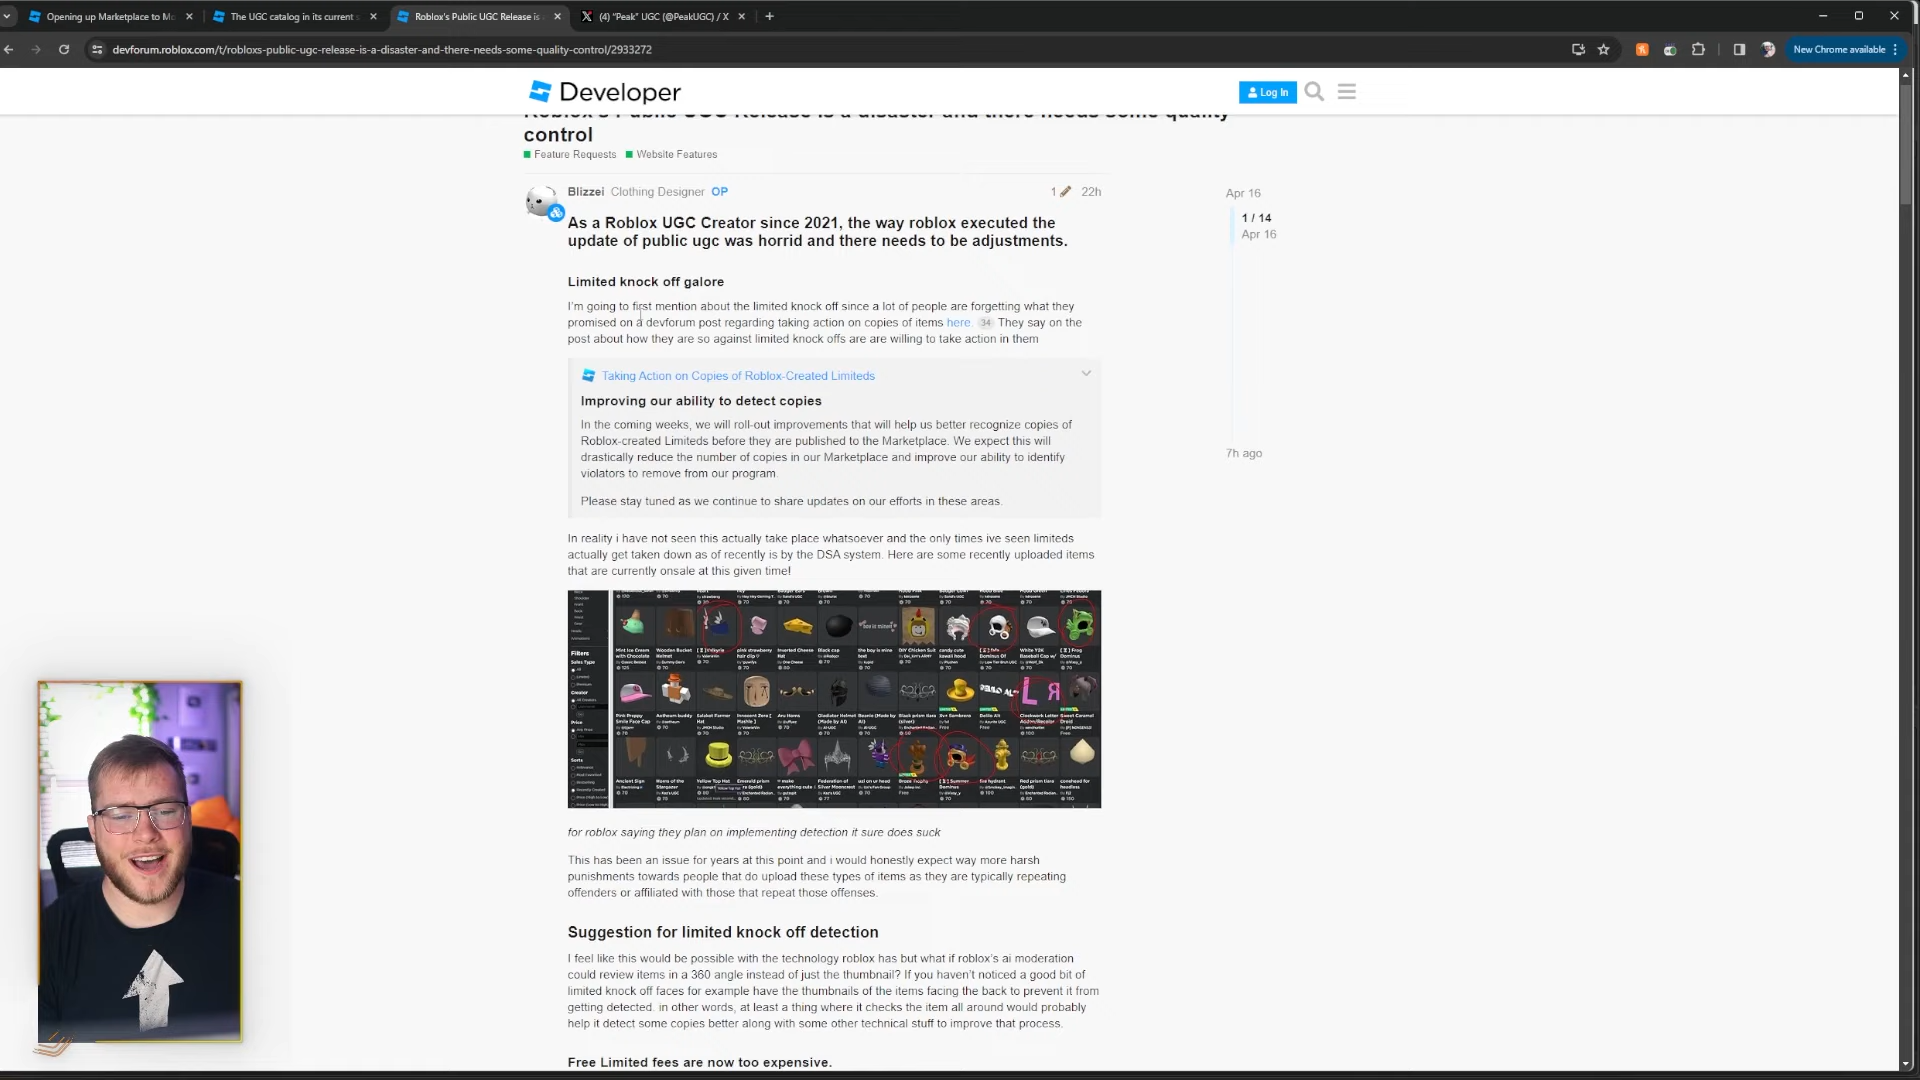 Opening up Marketplace to Mo
The UGC catalog in its current s
Roblox's Public UGC Release is
(4) "Peak" UGC (@PeakUGC) / X
devforum.roblox.com/t/robloxs-public-ugc-release-is-a-disaster-and-there-needs-some-quality-control/2933272
New Chrome available
Developer
Log In
Roblox's Public UGC Release is a disaster and there needs some quality
control
Feature Requests Website Features
Blizzei Clothing Designer OP
1 22h
Apr 16
1 / 14
Apr 16
7h ago
As a Roblox UGC Creator since 2021, the way roblox executed the
update of public ugc was horrid and there needs to be adjustments.
Limited knock off galore
I'm going to first mention about the limited knock off since a lot of people are forgetting what they
promised on a devforum post regarding taking action on copies of items here. 34 They say on the
post about how they are so against limited knock offs are are willing to take action in them
Taking Action on Copies of Roblox-Created Limiteds
Improving our ability to detect copies
In the coming weeks, we will roll-out improvements that will help us better recognize copies of
Roblox-created Limiteds before they are published to the Marketplace. We expect this will
drastically reduce the number of copies in our Marketplace and improve our ability to identify
violators to remove from our program.
Please stay tuned as we continue to share updates on our efforts in these areas.
In reality i have not seen this actually take place whatsoever and the only times ive seen limiteds
actually get taken down as of recently is by the DSA system. Here are some recently uploaded items
that are currently onsale at this given time!
Filters
Sales Type
Creator
Price
Sorts
for roblox saying they plan on implementing detection it sure does suck
This has been an issue for years at this point and i would honestly expect way more harsh
punishments towards people that do upload these types of items as they are typically repeating
offenders or affiliated with those that repeat those offenses.
Suggestion for limited knock off detection
I feel like this would be possible with the technology roblox has but what if roblox's ai moderation
could review items in a 360 angle instead of just the thumbnail? If you haven't noticed a good bit of
limited knock off faces for example have the thumbnails of the items facing the back to prevent it from
getting detected. in other words, at least a thing where it checks the item all around would probably
help it detect some copies better along with some other technical stuff to improve that process.
Free Limited fees are now too expensive.